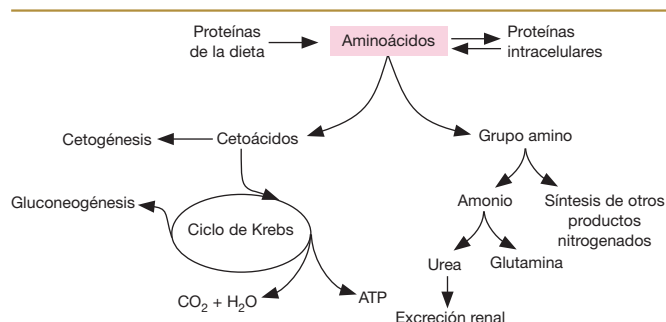 Proteínas
de la dieta
Aminoácidos
Proteínas
intracelulares
Cetogénesis
Cetoácidos
Grupo amino
Gluconeogénesis
Ciclo de Krebs
Amonio
Síntesis de otros
productos
nitrogenados
Urea
Glutamina
CO₂ + H₂O
ATP
Excreción renal